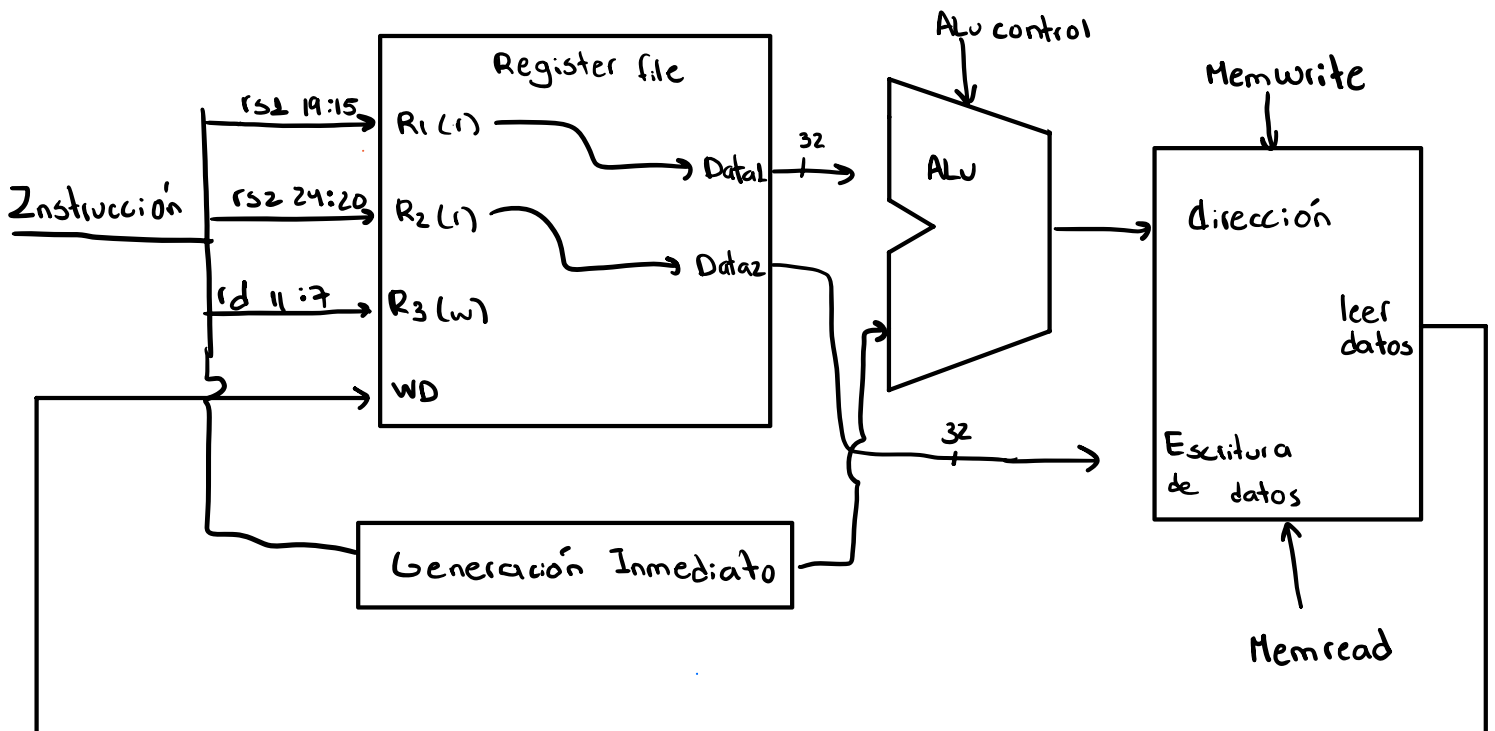 ALU control
Register file
Memwrite
rs1 19:15
R1 (r)
32
Data1
ALU
Instrucción
rs2 24:20
R2 (r)
dirección
Data2
rd 11:7
R3 (w)
leer
datos
WD
32
Escritura
de datos
Generación Inmediato
Memread